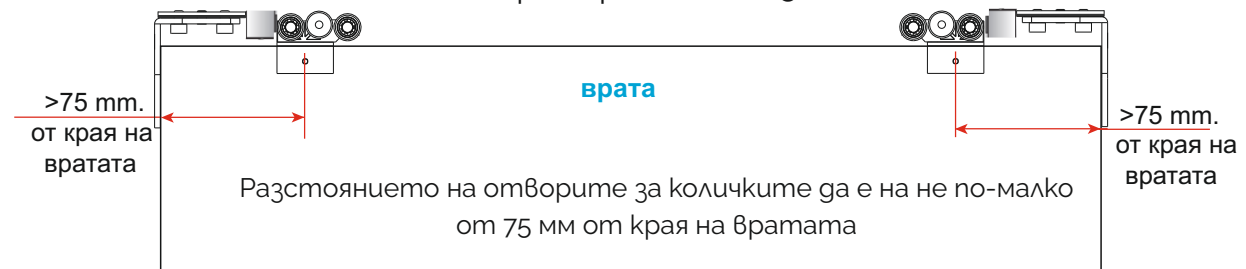 врата
>75 mm.
от края на
вратата
>75 mm.
от края на
вратата
Разстоянието на отворите за количките да е на не по-малко
от 75 мм от края на вратата